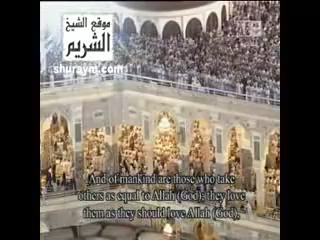 موقع الشيخ
الشريم
shuraym.com
And of mankind are those who take
others as equal to Allah (God), they love
them as they should love Allah (God).